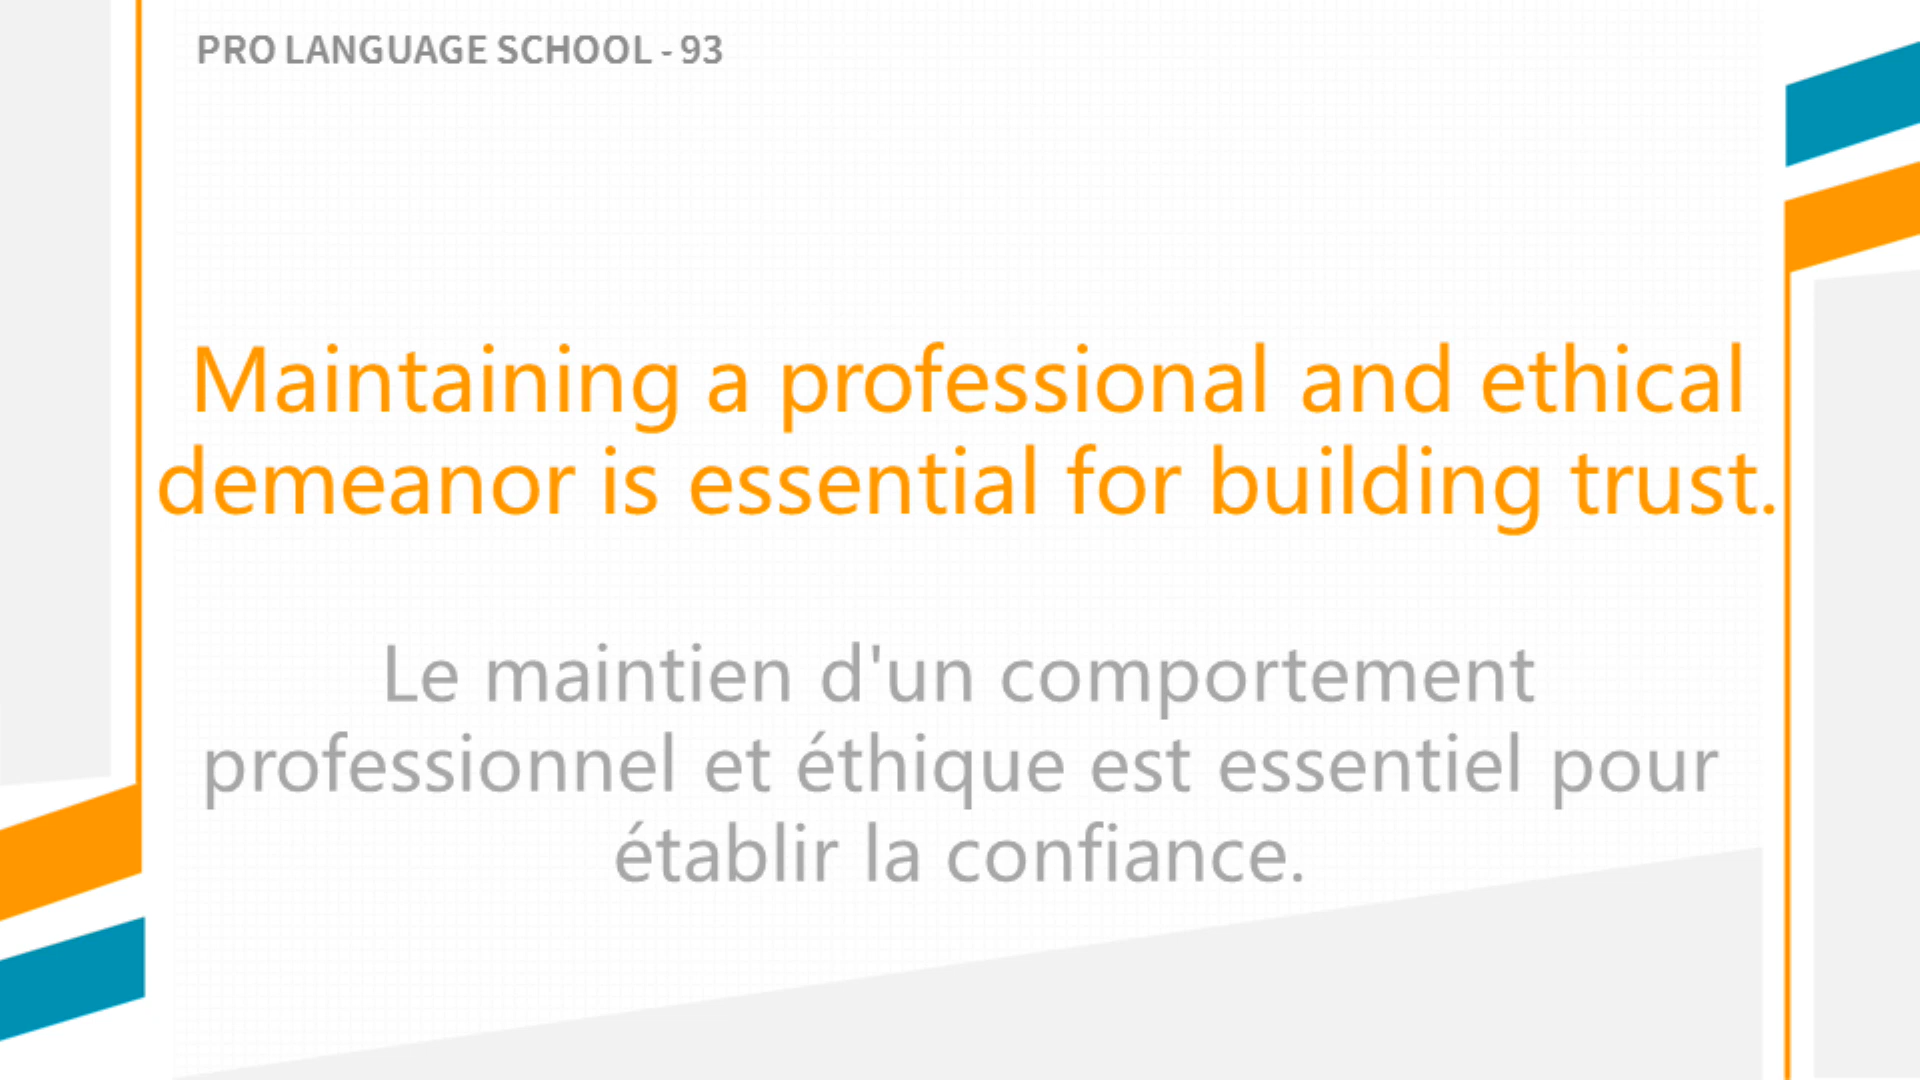 PRO LANGUAGE SCHOOL - 93
Maintaining a professional and ethical
demeanor is essential for building trust.
Le maintien d'un comportement
professionnel et éthique est essentiel pour
établir la confiance.